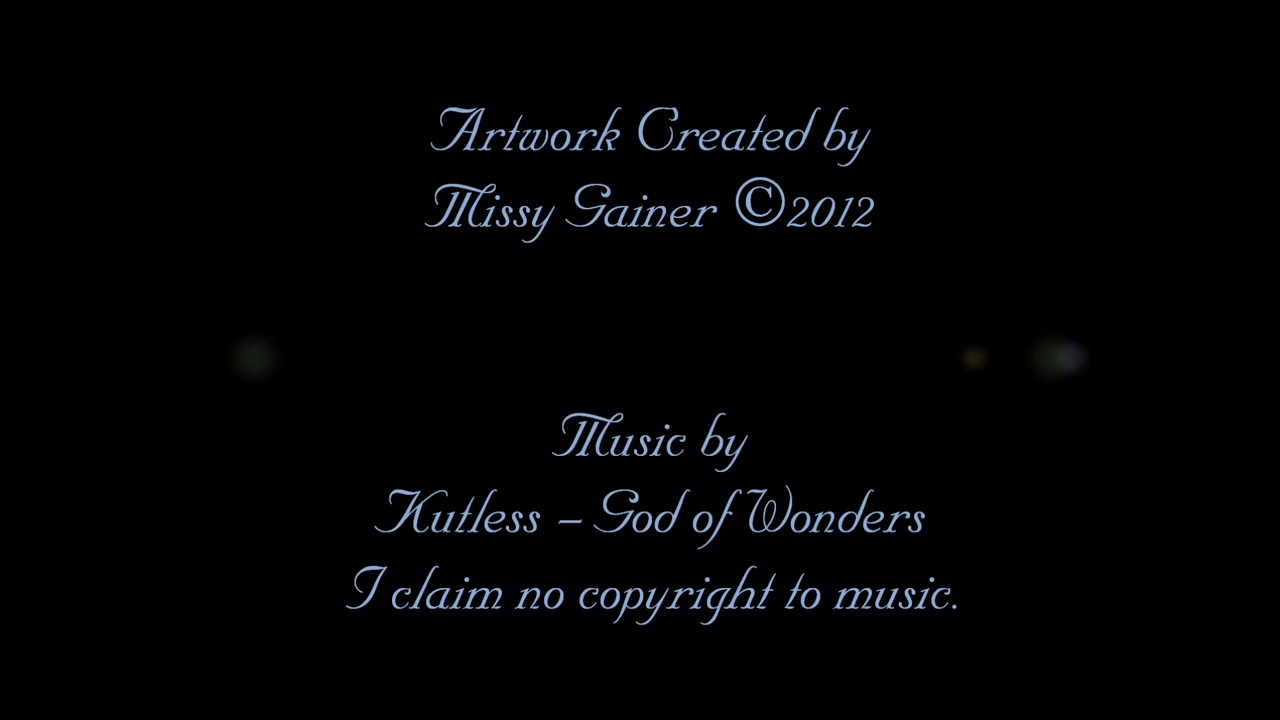 Artwork Created by
Missy Gainer ©2012
Music by
Kutless – God of Wonders
I claim no copyright to music.